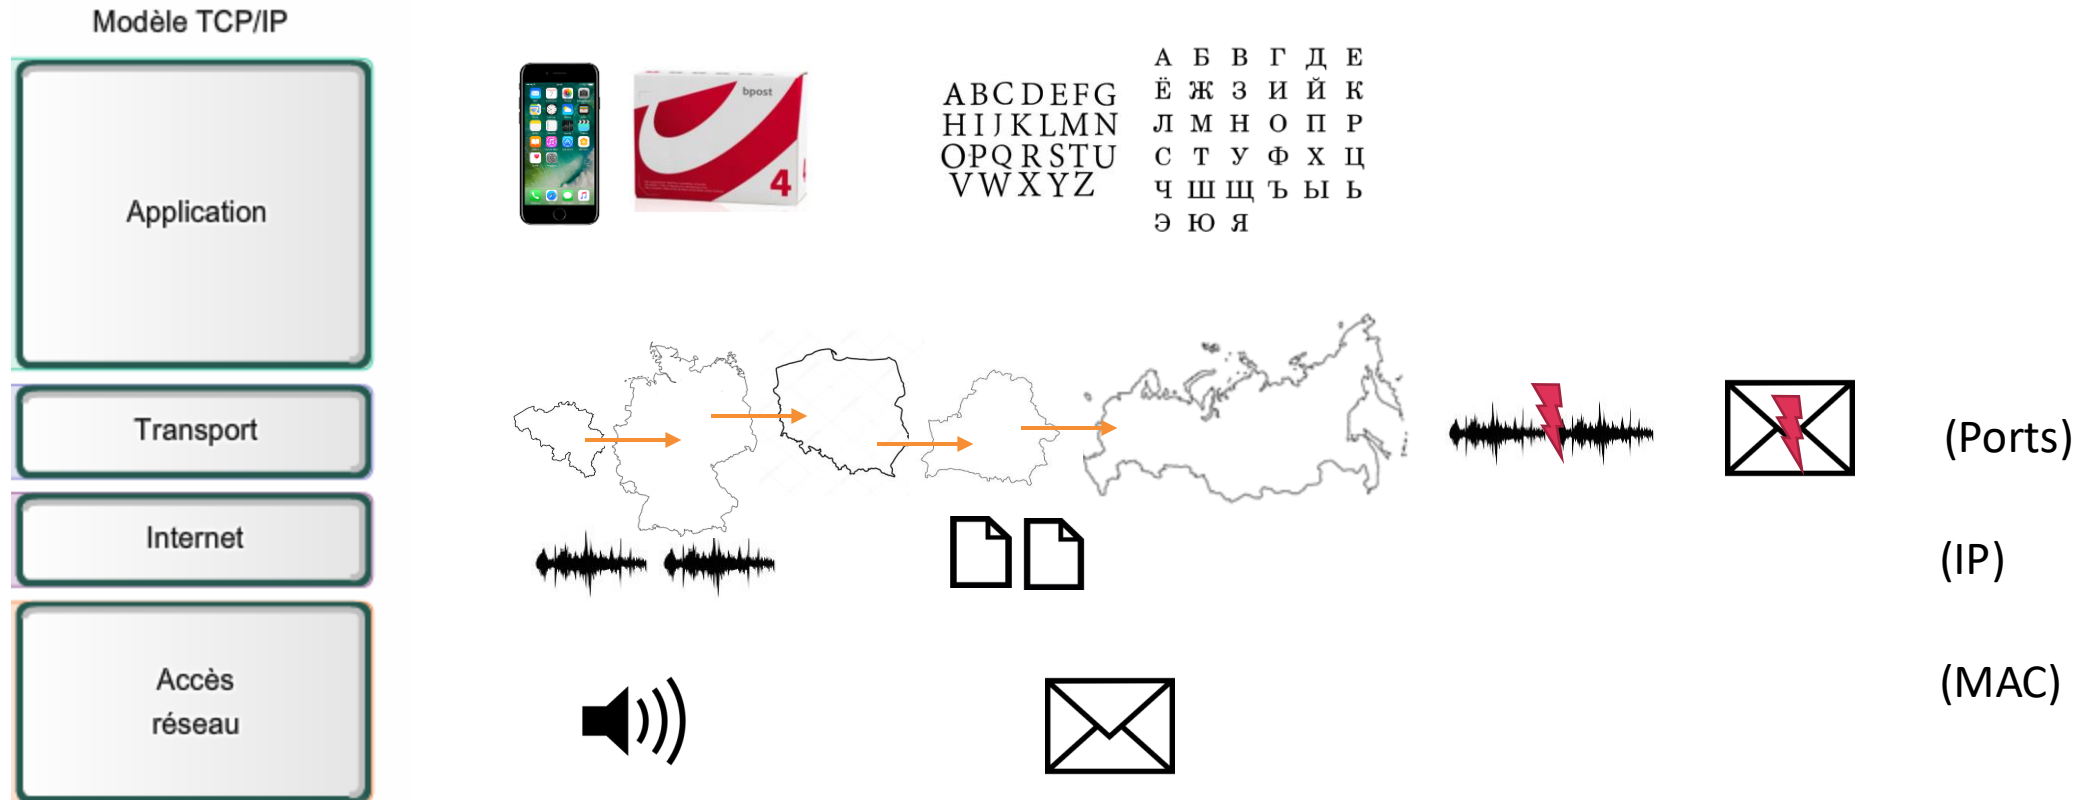 Modèle TCP/IP
Application
bpost
4
ABCDEFG
HIJKLMN
OPQRSTU
VWXYZ
А Б В Г Д Е
Ё Ж З И Й К
Л М Н О П Р
С Т У Ф Х Ц
Ч Ш Щ Ъ Ы Ь
Э Ю Я
Transport
(Ports)
Internet
(IP)
Accès
réseau
(MAC)